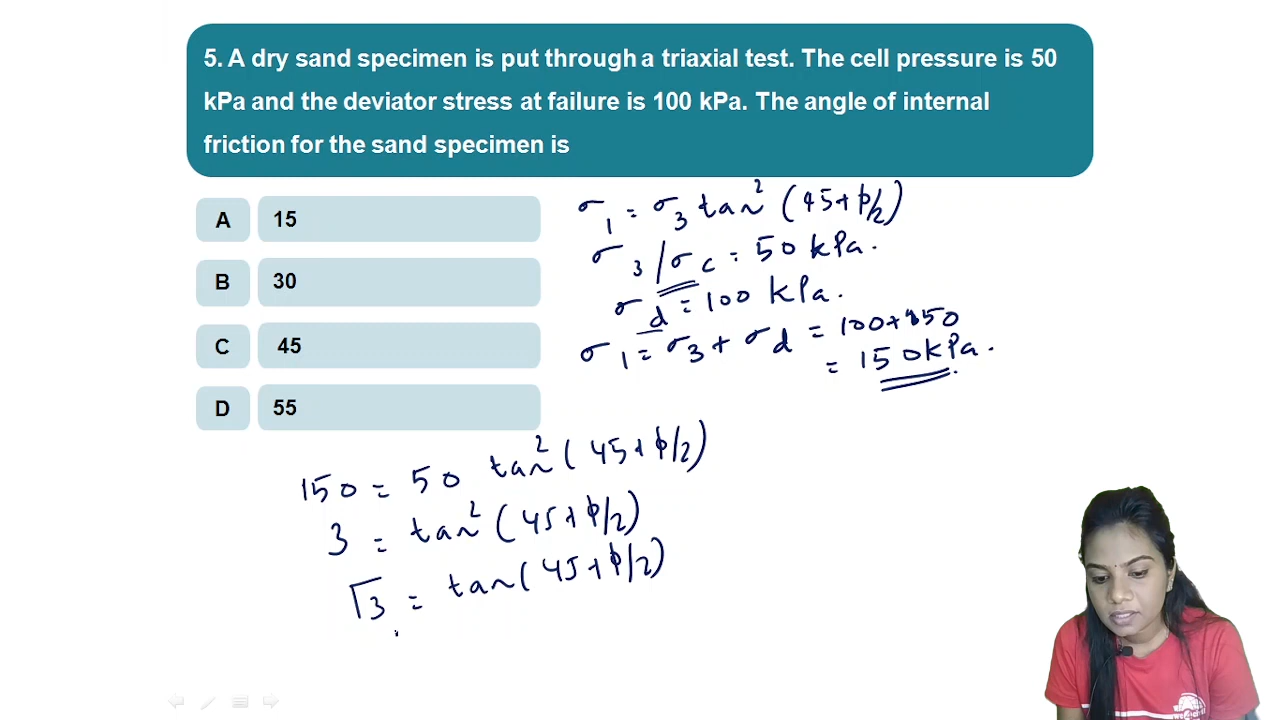 5. A dry sand specimen is put through a triaxial test. The cell pressure is 50
kPa and the deviator stress at failure is 100 kPa. The angle of internal
friction for the sand specimen is
A 15
B 30
C 45
D 55
σ1 = σ3 tan² (45+ϕ/2)
σ3/σc = 50 kPa.
σd = 100 kPa.
σ1 = σ3 + σd = 100+50
= 150kPa.
150 = 50 tan² (45+ϕ/2)
3 = tan² (45+ϕ/2)
√3 = tan(45+ϕ/2)